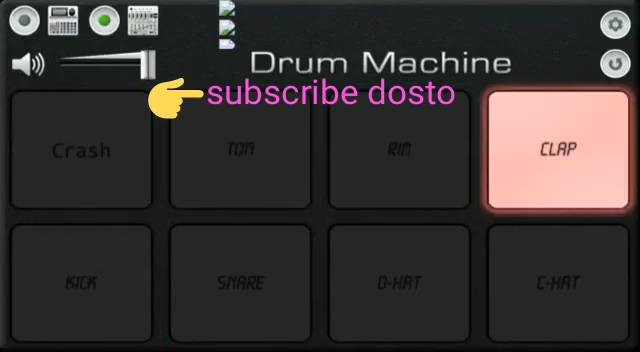 Drum Machine
subscribe dosto
Crash
TOM
RIM
CLAP
KICK
SNARE
O-HAT
C-HAT